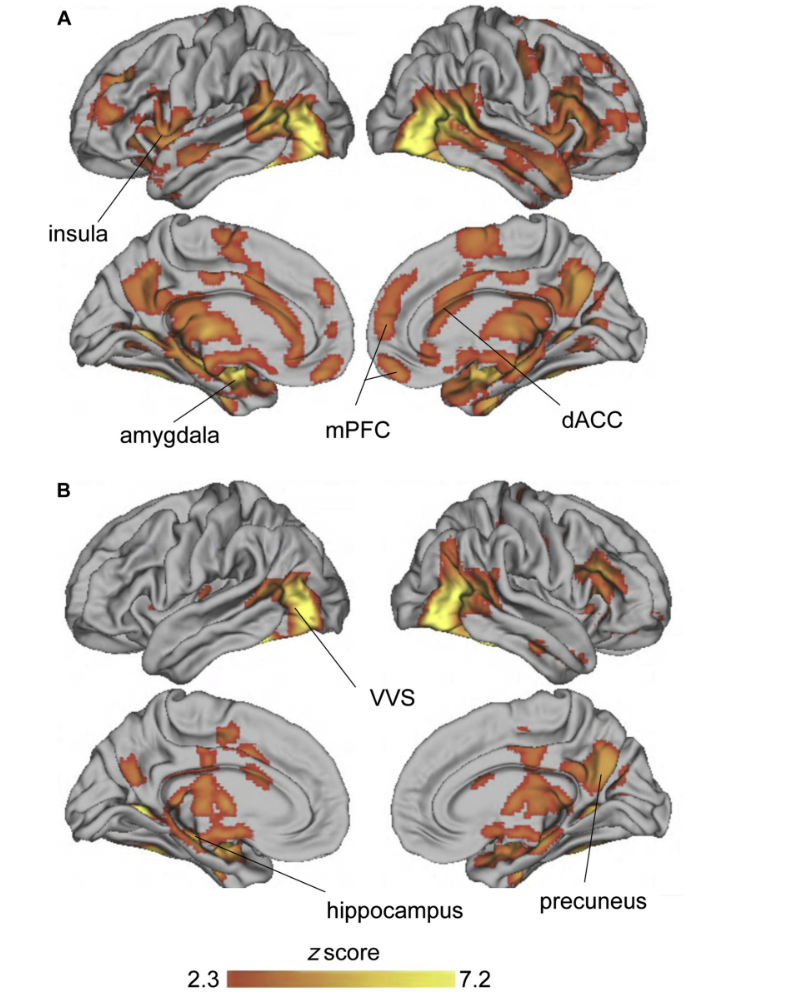 A
insula
amygdala
mPFC
dACC
B
VVS
hippocampus
precuneus
z score
2.3 7.2